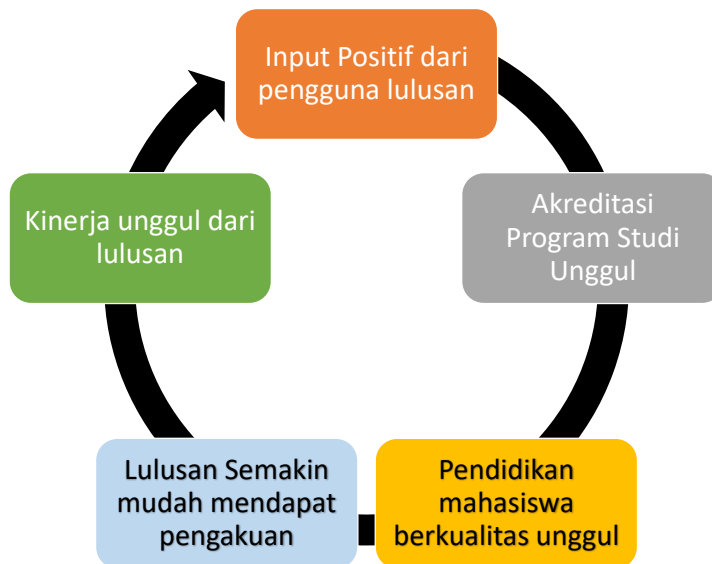 Input Positif dari
pengguna lulusan
Akreditasi
Program Studi
Unggul
Pendidikan
mahasiswa
berkualitas unggul
Lulusan Semakin
mudah mendapat
pengakuan
Kinerja unggul dari
lulusan